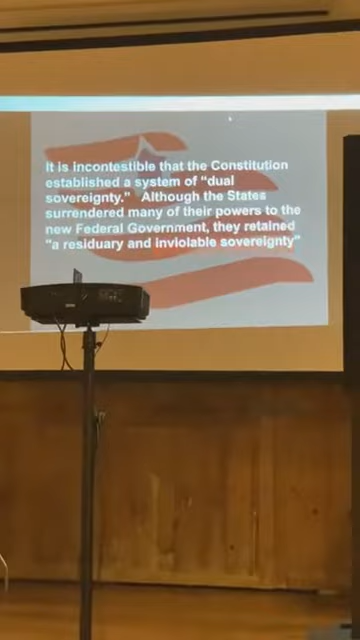 It is incontestible that the Constitution
established a system of “dual
sovereignty.” Although the States
surrendered many of their powers to the
new Federal Government, they retained
“a residuary and inviolable sovereignty”